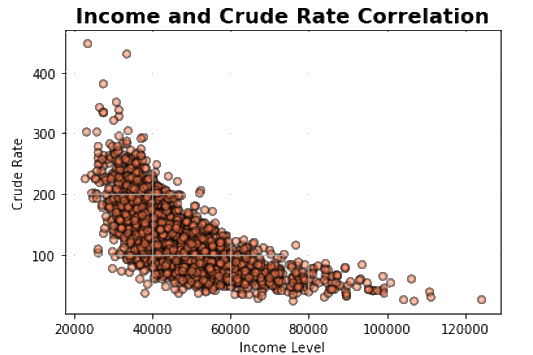 Income and Crude Rate Correlation
400
300
200
100
Crude Rate
20000 40000 60000 80000 100000 120000
Income Level